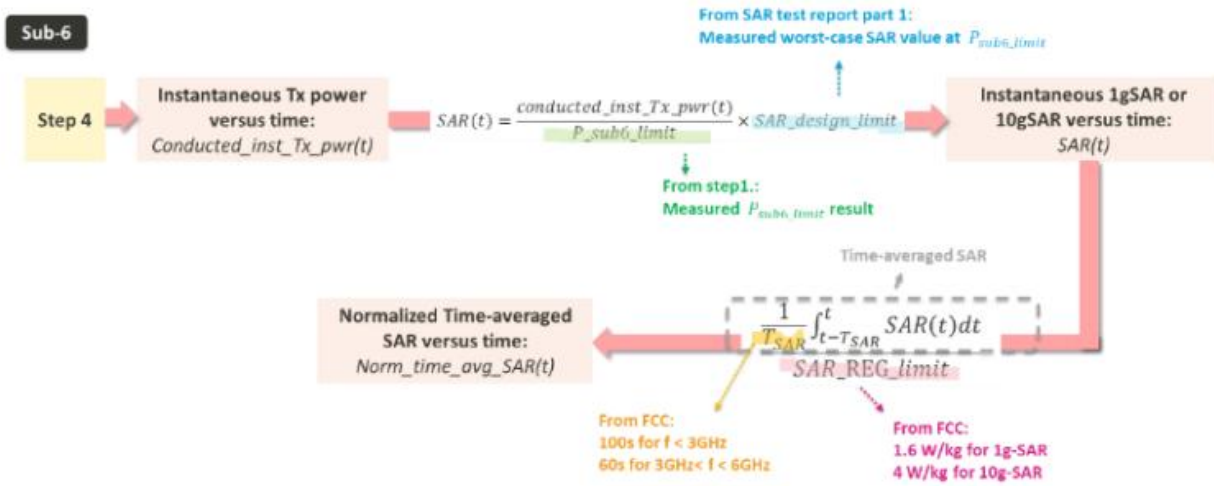 Sub-6
From SAR test report part 1:
Measured worst-case SAR value at P_sub6_limit
Step 4
Instantaneous Tx power
versus time:
Conducted_inst_Tx_pwr(t)
SAR(t) = conducted_inst_Tx_pwr(t) / P_sub6_limit × SAR_design_limit
Instantaneous 1gSAR or
10gSAR versus time:
SAR(t)
From step1.:
Measured P_sub6_limit result
Time-averaged SAR
Normalized Time-averaged
SAR versus time:
Norm_time_avg_SAR(t)
1/T_SAR ∫_{t−T_SAR}^{t} SAR(t)dt
SAR_REG_limit
From FCC:
100s for f < 3GHz
60s for 3GHz< f < 6GHz
From FCC:
1.6 W/kg for 1g-SAR
4 W/kg for 10g-SAR